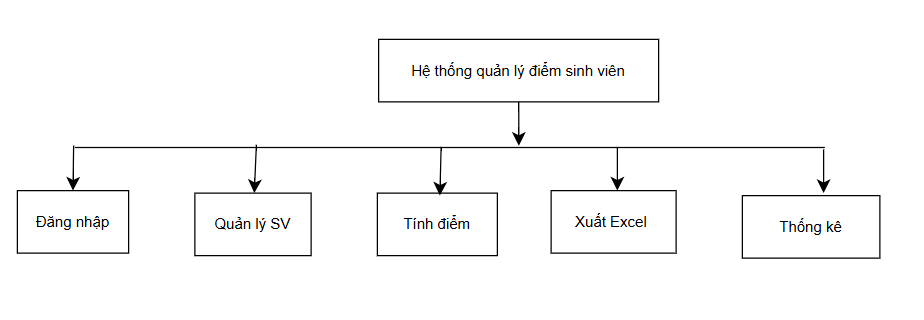 Hệ thống quản lý điểm sinh viên
Đăng nhập
Quản lý SV
Tính điểm
Xuất Excel
Thống kê